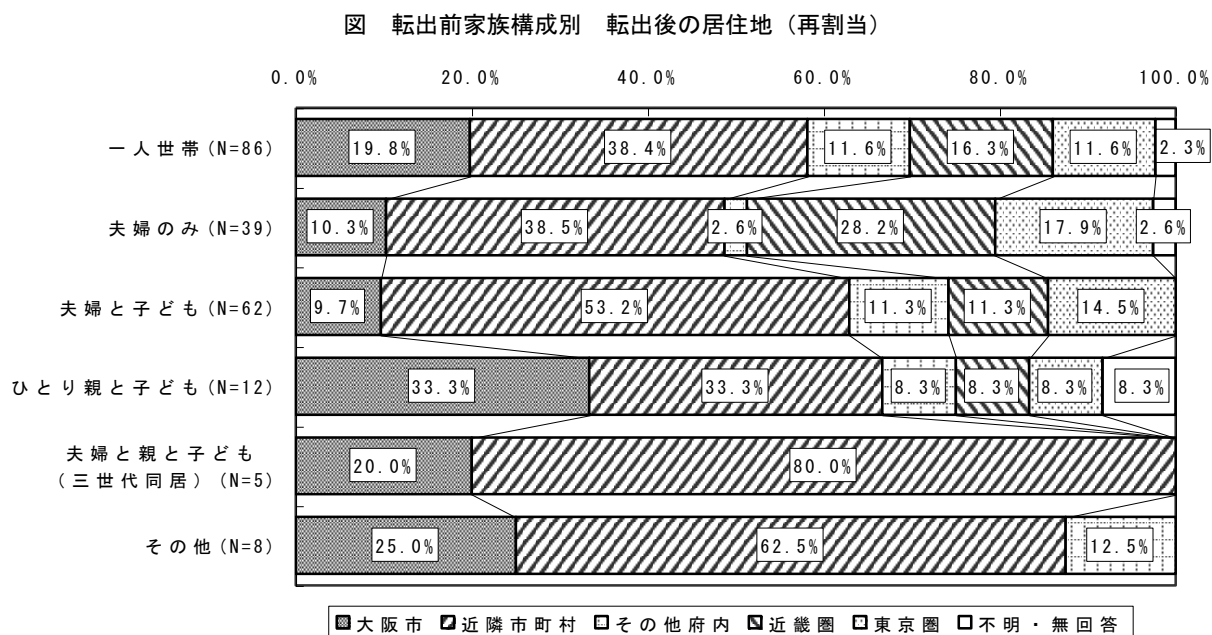 図　転出前家族構成別　転出後の居住地（再割当）
0.0% 20.0% 40.0% 60.0% 80.0% 100.0%
一人世帯(N=86) 19.8% 38.4% 11.6% 16.3% 11.6% 2.3%
夫婦のみ(N=39) 10.3% 38.5% 2.6% 28.2% 17.9% 2.6%
夫婦と子ども(N=62) 9.7% 53.2% 11.3% 11.3% 14.5%
ひとり親と子ども(N=12) 33.3% 33.3% 8.3% 8.3% 8.3% 8.3%
夫婦と親と子ども
（三世代同居）(N=5) 20.0% 80.0%
その他(N=8) 25.0% 62.5% 12.5%
大阪市 近隣市町村 その他府内 近畿圏 東京圏 不明・無回答